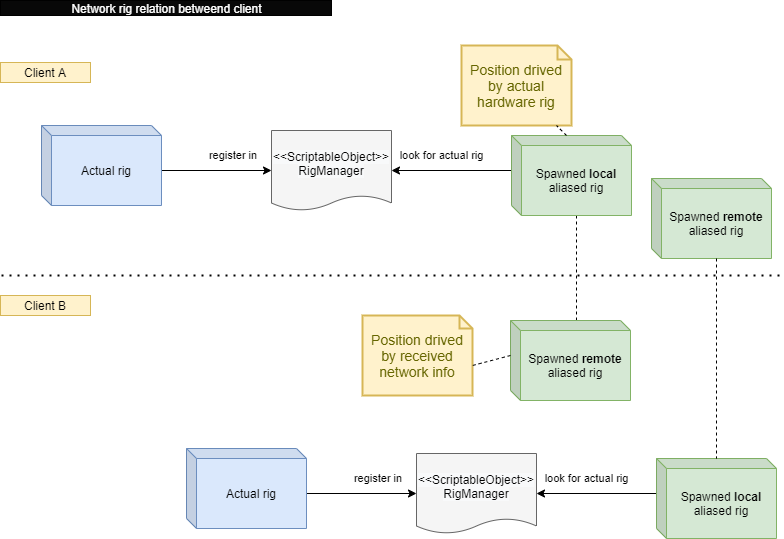 Network rig relation betweend client
Client A
Position drived
by actual
hardware rig
Actual rig
register in
<<ScriptableObject>>
RigManager
look for actual rig
Spawned local
aliased rig
Spawned remote
aliased rig
Client B
Position drived
by received
network info
Spawned remote
aliased rig
Actual rig
register in
<<ScriptableObject>>
RigManager
look for actual rig
Spawned local
aliased rig